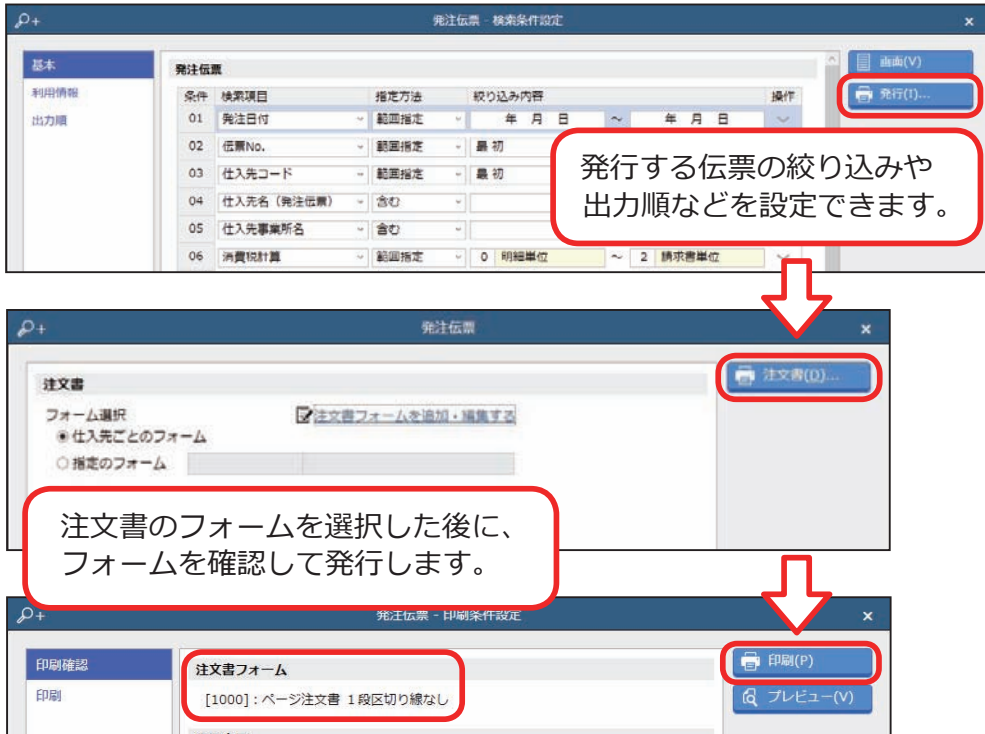 発注伝票 - 検索条件設定
基本
利用情報
出力順
発注伝票
条件 検索項目 指定方法 絞り込み内容 操作
01 発注日付 範囲指定 年 月 日 ～ 年 月 日
02 伝票No. 範囲指定 最初
03 仕入先コード 範囲指定 最初
04 仕入先名（発注伝票） 含む
05 仕入先事業所名 含む
06 消費税計算 範囲指定 0 明細単位 ～ 2 請求書単位
画面(V)
発行(I)...
発行する伝票の絞り込みや
出力順などを設定できます。
発注伝票
注文書
フォーム選択
注文書フォームを追加・編集する
仕入先ごとのフォーム
指定のフォーム
注文書(D)...
注文書のフォームを選択した後に、
フォームを確認して発行します。
発注伝票 - 印刷条件設定
印刷確認
印刷
注文書フォーム
[1000]：ページ注文書 １段区切り線なし
印刷(P)
プレビュー(V)